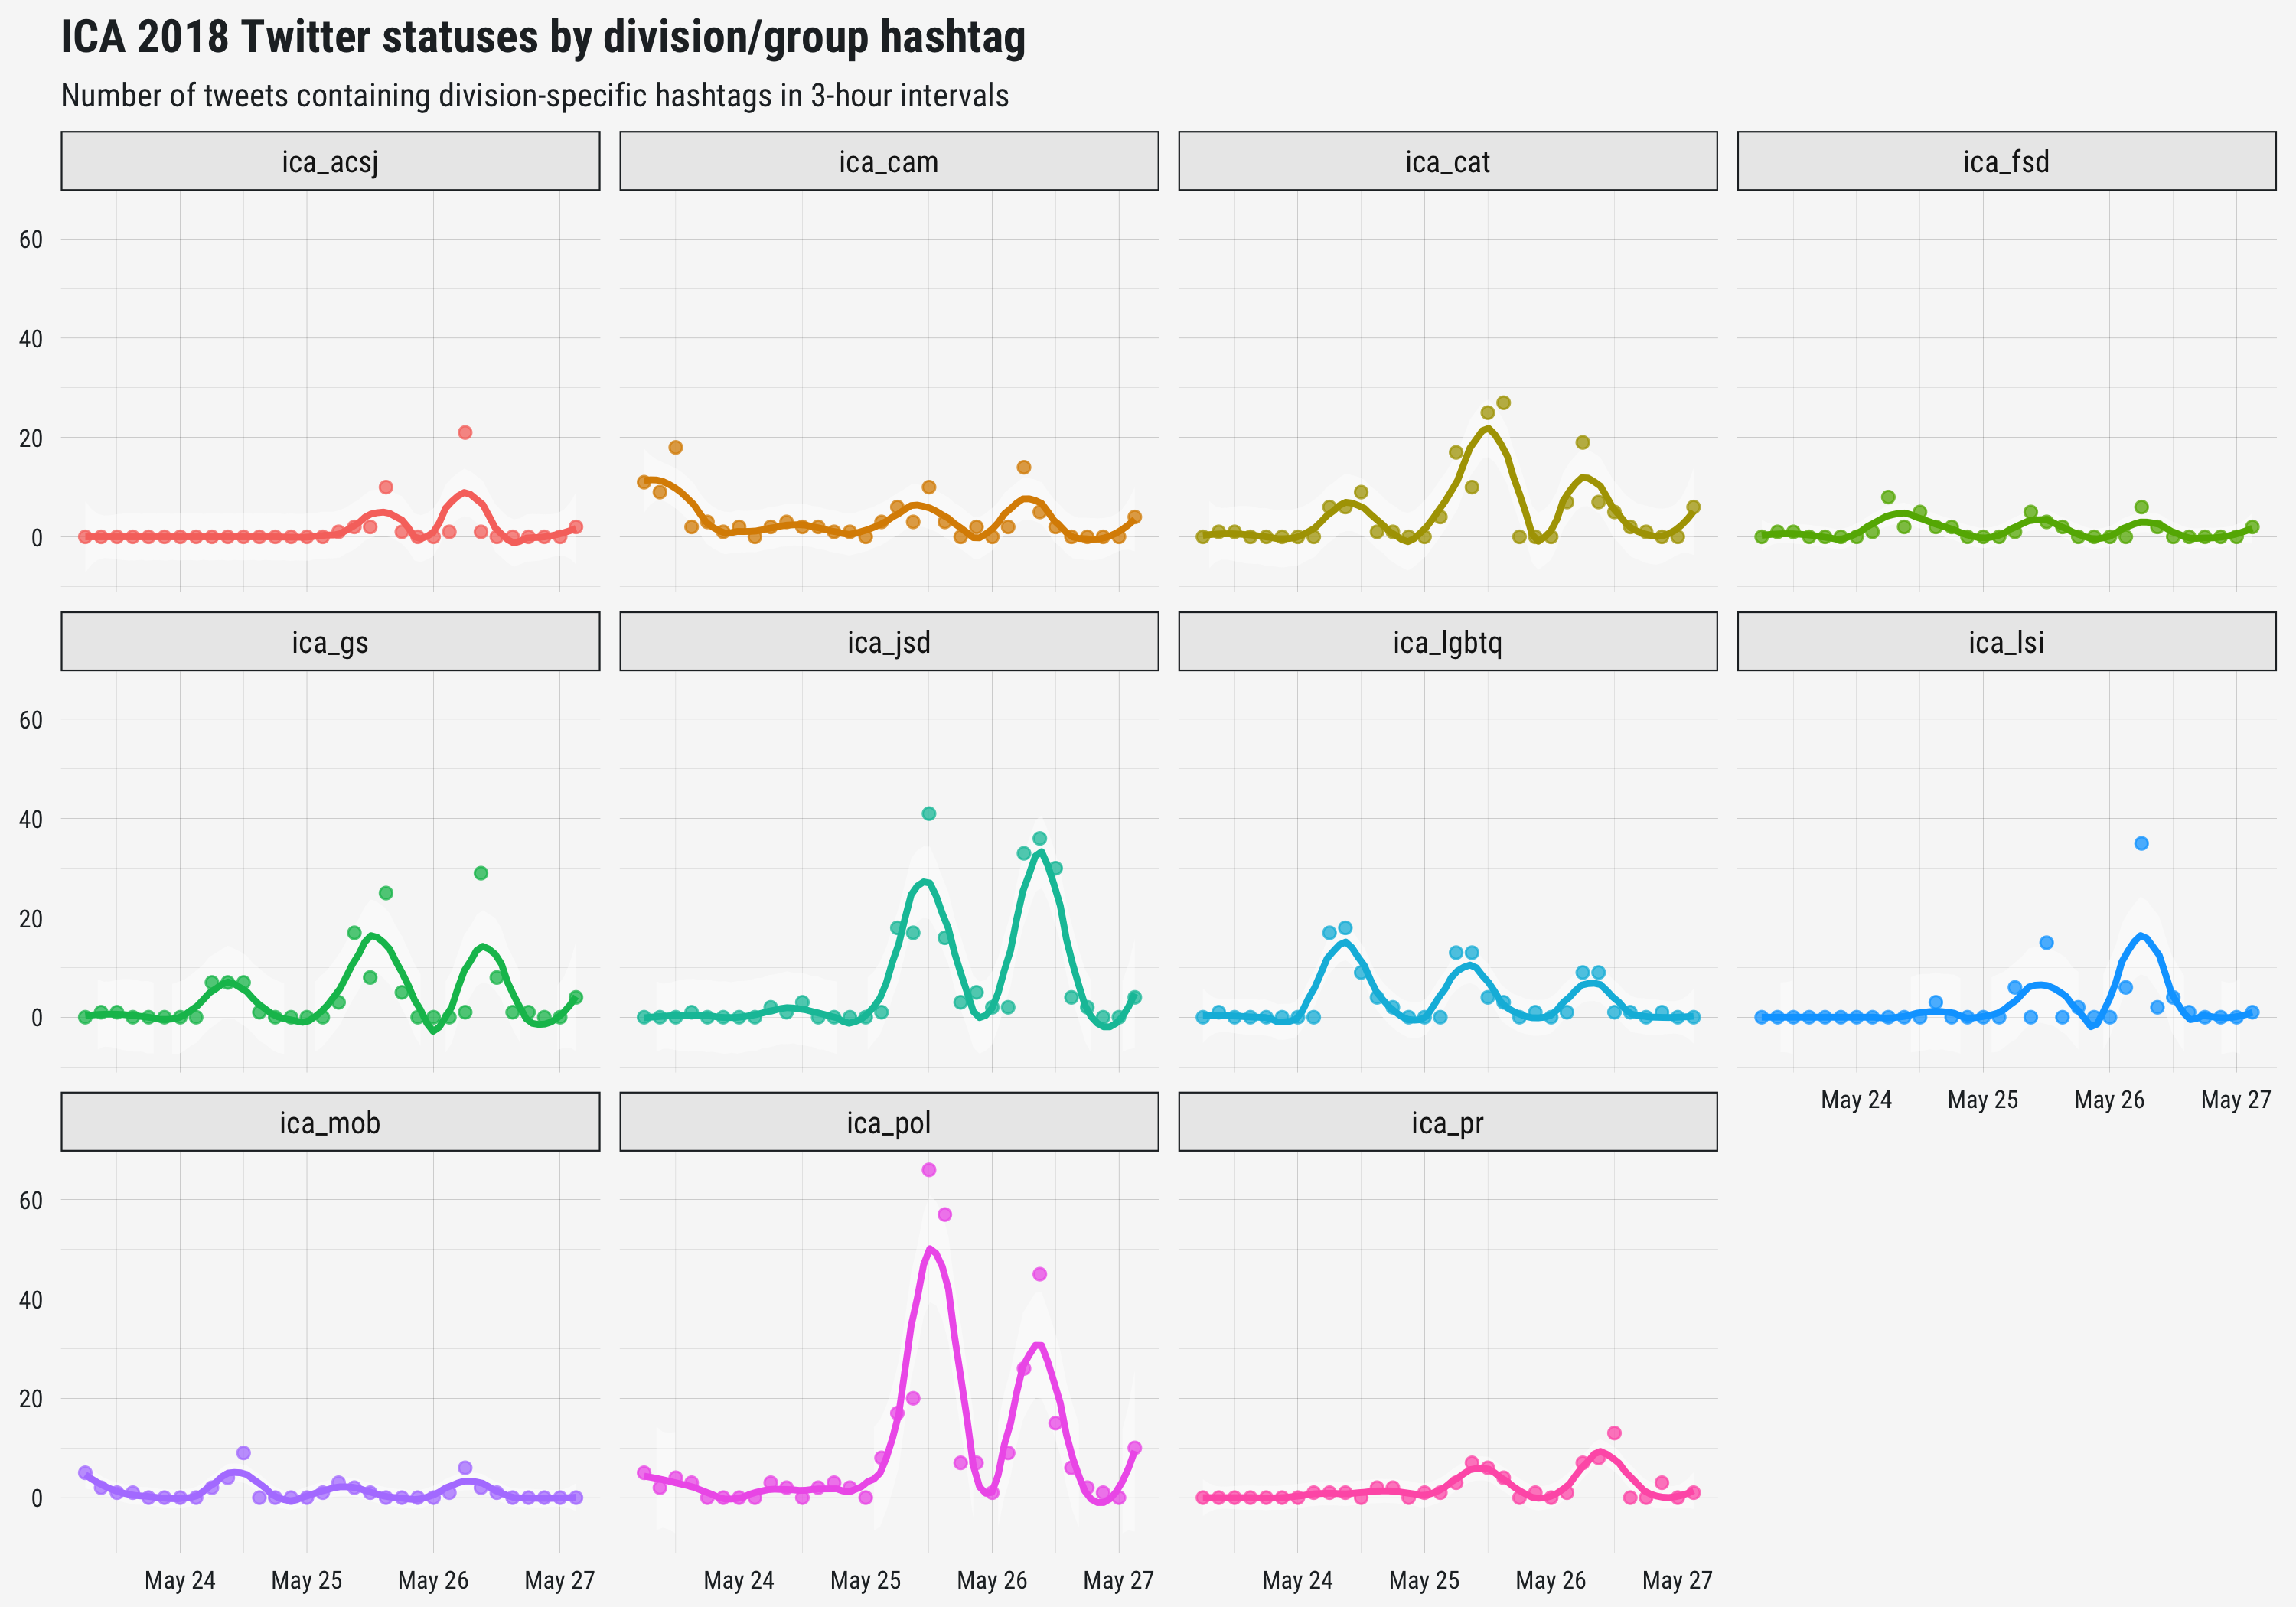 ICA 2018 Twitter statuses by division/group hashtag
Number of tweets containing division-specific hashtags in 3-hour intervals
ica_acsj ica_cam ica_cat ica_fsd
60
40
20
0
ica_gs ica_jsd ica_lgbtq ica_lsi
60
40
20
0
May 24 May 25 May 26 May 27
ica_mob ica_pol ica_pr
60
40
20
0
May 24 May 25 May 26 May 27 May 24 May 25 May 26 May 27 May 24 May 25 May 26 May 27